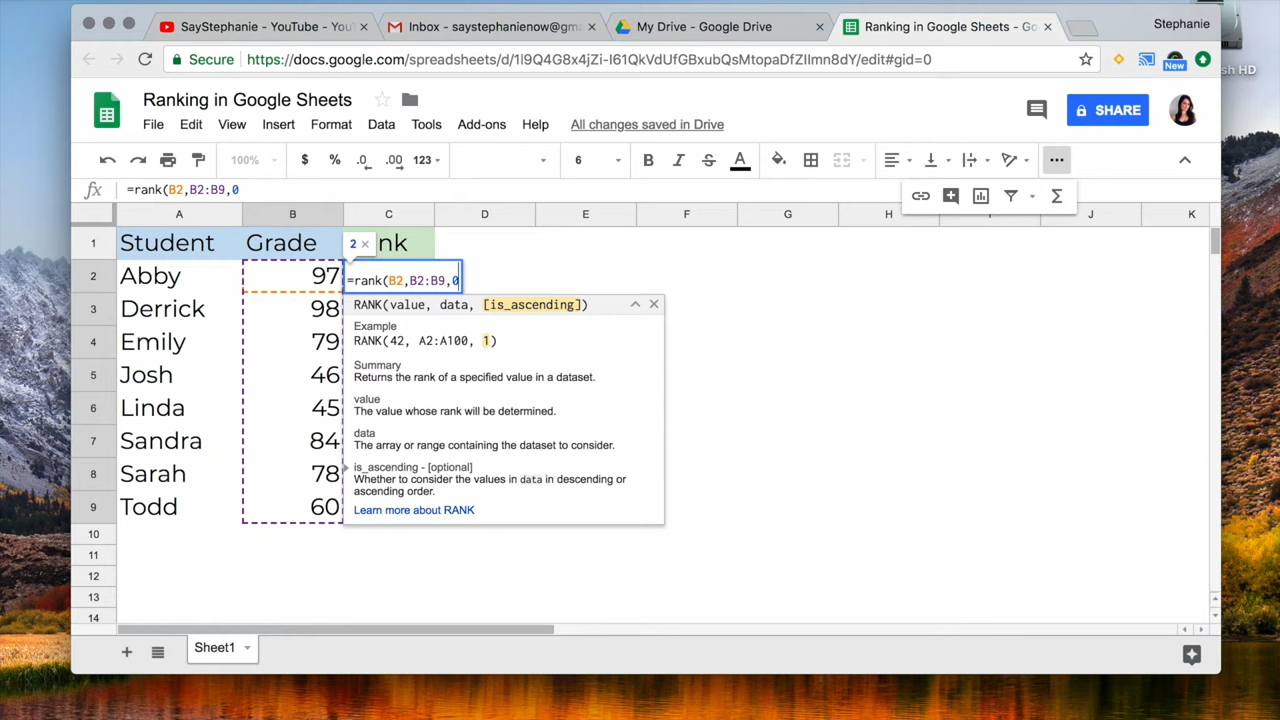 SayStephanie - YouTube - You
Inbox - saystephanienow@gma
My Drive - Google Drive
Ranking in Google Sheets - Go
Stephanie
Secure
https://docs.google.com/spreadsheets/d/1l9Q4G8x4jZi-I61QkVdUfGBxubQsMtopaDfZIlmn8dY/edit#gid=0
New
sh HD
Ranking in Google Sheets
SHARE
File Edit View Insert Format Data Tools Add-ons Help All changes saved in Drive
100% $ % .0 .00 123 6 B I S A
fx =rank(B2,B2:B9,0
A B C D E F G H I J K
1 Student Grade nk
2 ×
2 Abby 97 =rank(B2,B2:B9,0
3 Derrick 98
4 Emily 79
5 Josh 46
6 Linda 45
7 Sandra 84
8 Sarah 78
9 Todd 60
10
11
12
13
14
RANK(value, data, [is_ascending])
Example
RANK(42, A2:A100, 1)
Summary
Returns the rank of a specified value in a dataset.
value
The value whose rank will be determined.
data
The array or range containing the dataset to consider.
is_ascending - [optional]
Whether to consider the values in data in descending or
ascending order.
Learn more about RANK
Sheet1